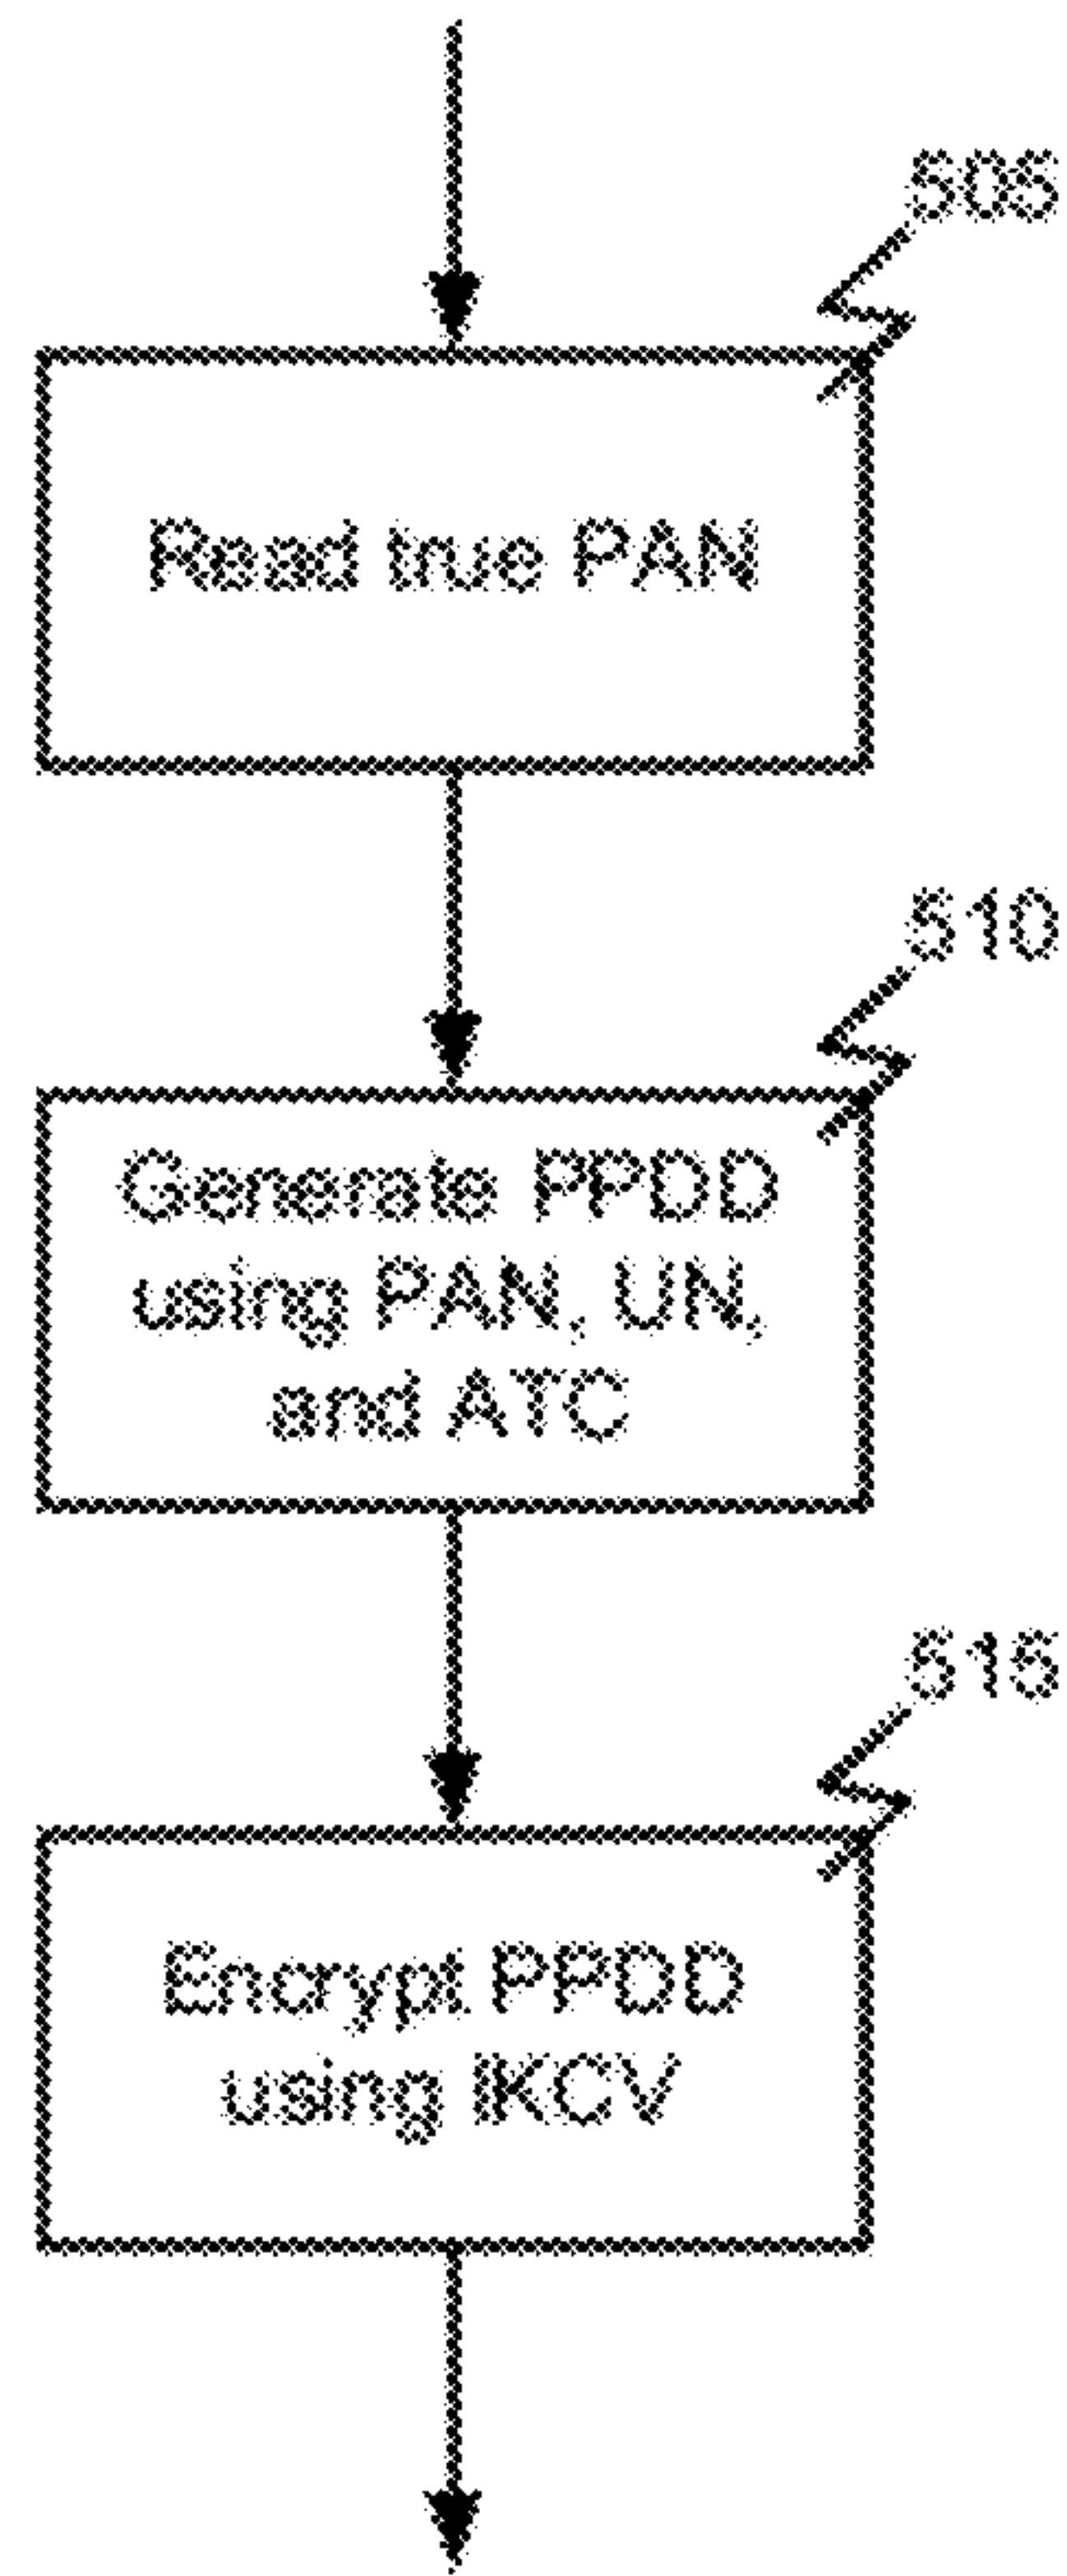 505
Read true PAN
510
Generate PPDD
using PAN, UN,
and ATC
515
Encrypt PPDD
using IKCV